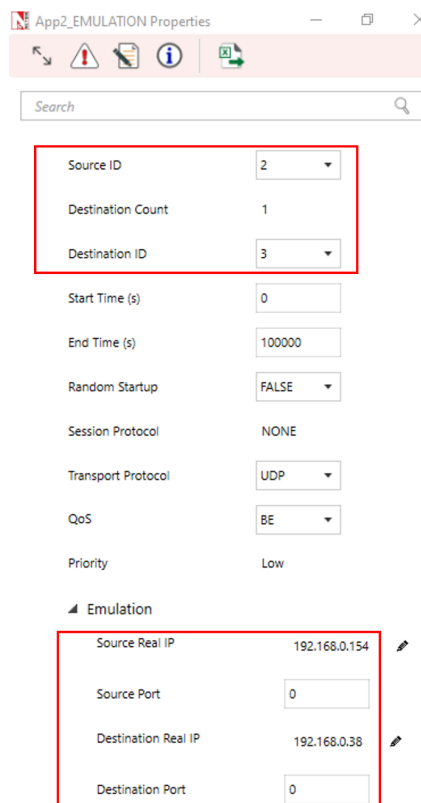 App2_EMULATION Properties
Search
Source ID 2
Destination Count 1
Destination ID 3
Start Time (s) 0
End Time (s) 100000
Random Startup FALSE
Session Protocol NONE
Transport Protocol UDP
QoS BE
Priority Low
Emulation
Source Real IP 192.168.0.154
Source Port 0
Destination Real IP 192.168.0.38
Destination Port 0